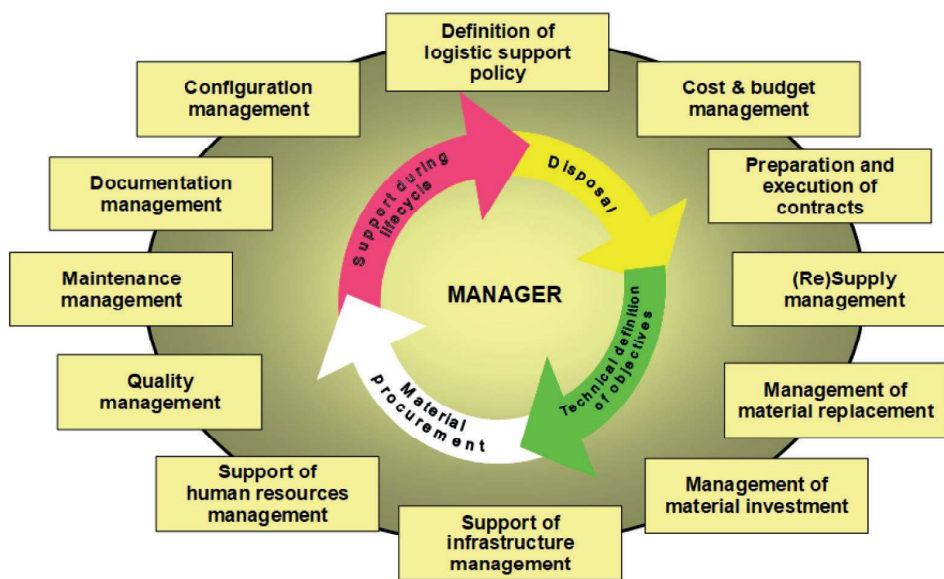 Definition of
logistic support
policy
Cost & budget
management
Preparation and
execution of
contracts
(Re)Supply
management
Management of
material replacement
Management of
material investment
Support of
infrastructure
management
Support of
human resources
management
Quality
management
Maintenance
management
Documentation
management
Configuration
management
Support during
lifecycle
Disposal
Technical definition
of objectives
Material
procurement
MANAGER